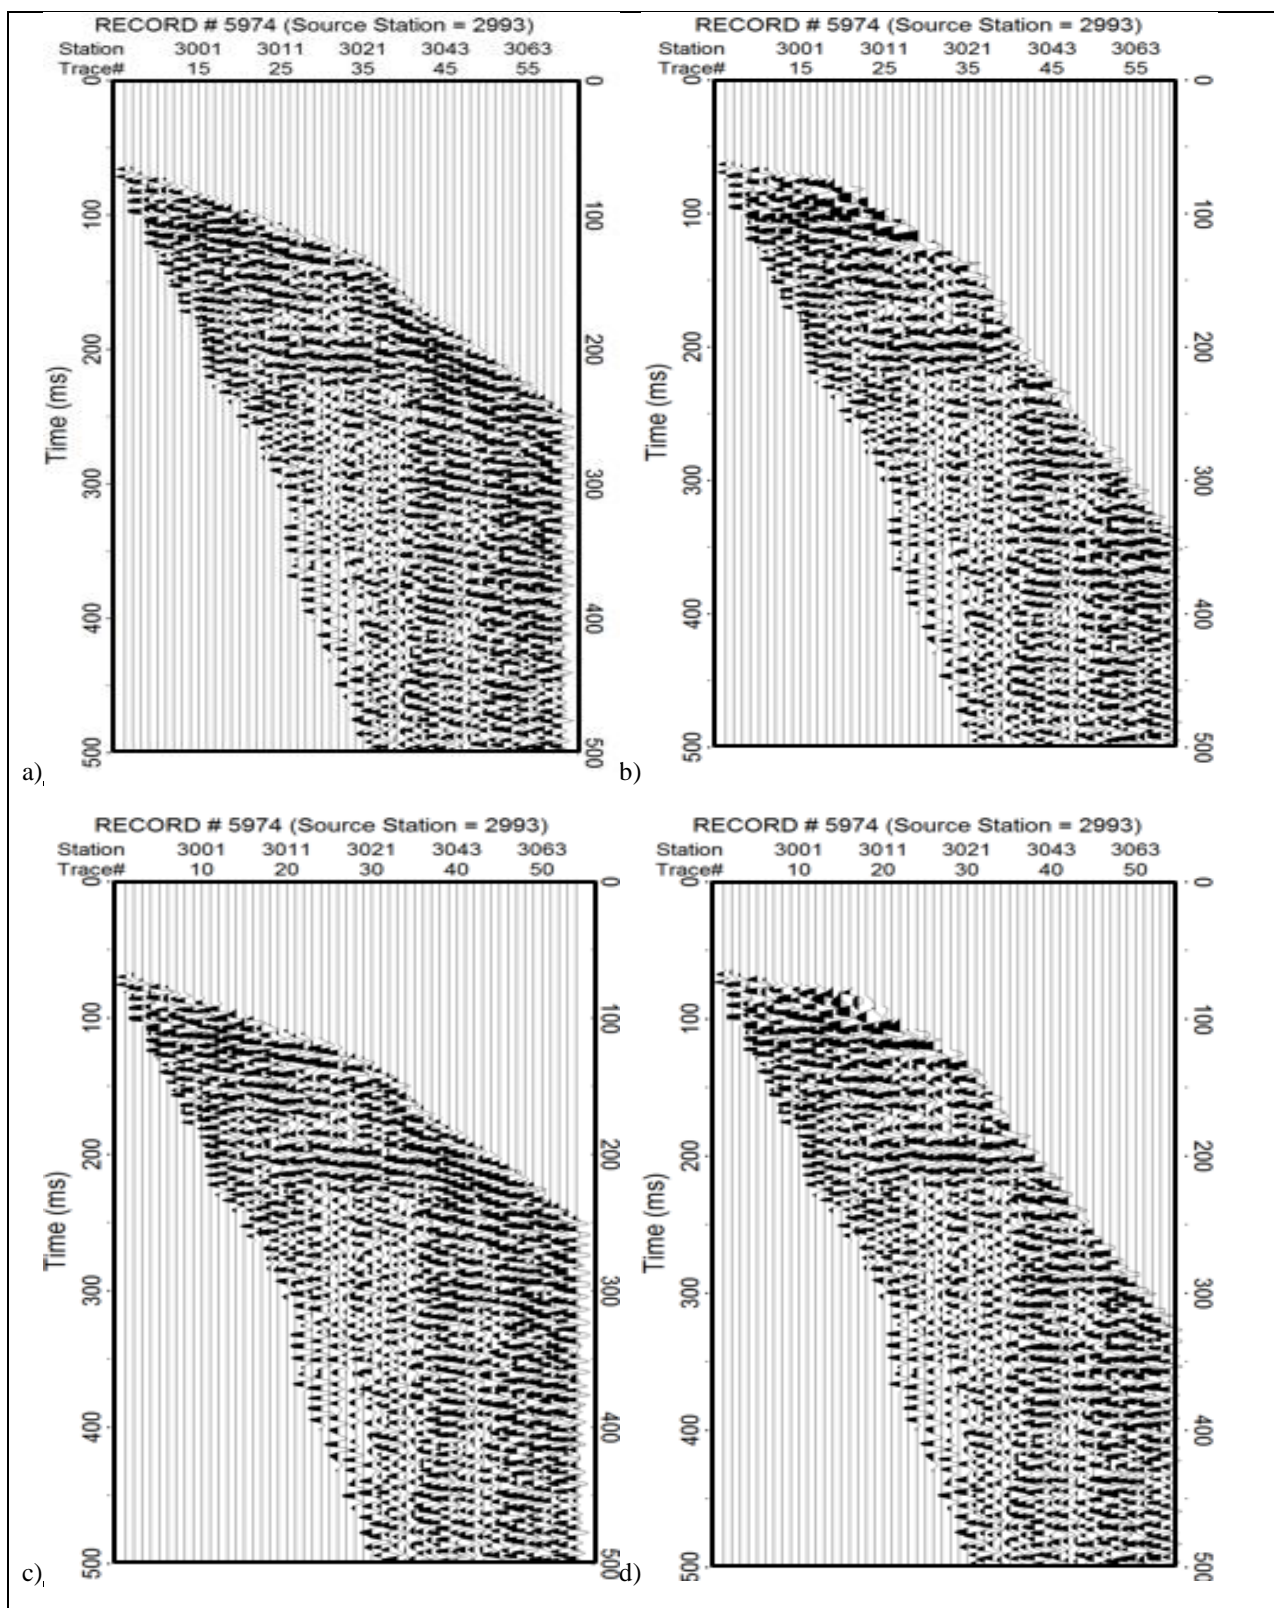 RECORD # 5974 (Source Station = 2993)
Station 3001 3011 3021 3043 3063
Trace# 15 25 35 45 55
0 0
100 100
200 200
Time (ms)
300 300
400 400
500 500
a)
RECORD # 5974 (Source Station = 2993)
Station 3001 3011 3021 3043 3063
Trace# 15 25 35 45 55
0 0
100 100
200 200
Time (ms)
300 300
400 400
500 500
b)
RECORD # 5974 (Source Station = 2993)
Station 3001 3011 3021 3043 3063
Trace# 10 20 30 40 50
0 0
100 100
200 200
Time (ms)
300 300
400 400
500 500
c)
RECORD # 5974 (Source Station = 2993)
Station 3001 3011 3021 3043 3063
Trace# 10 20 30 40 50
0 0
100 100
200 200
Time (ms)
300 300
400 400
500 500
d)